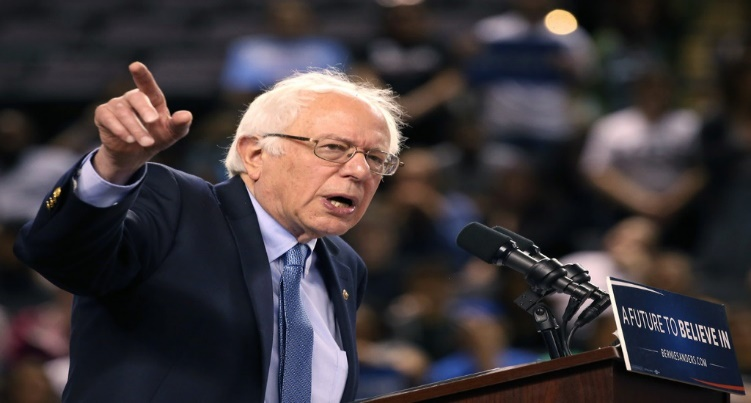 A FUTURE TO BELIEVE IN
BERNIESANDERS.COM